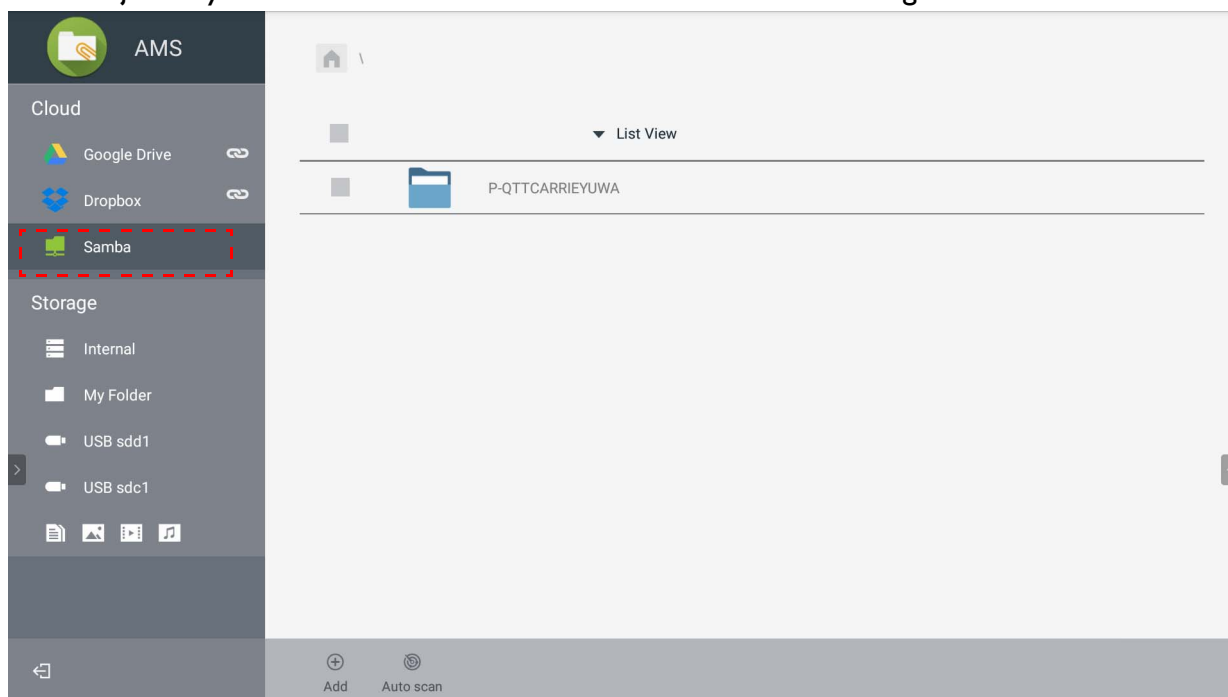 AMS
Cloud
Google Drive
Dropbox
Samba
Storage
Internal
My Folder
USB sdd1
USB sdc1
\
List View
P-QTTCARRIEYUWA
Add
Auto scan